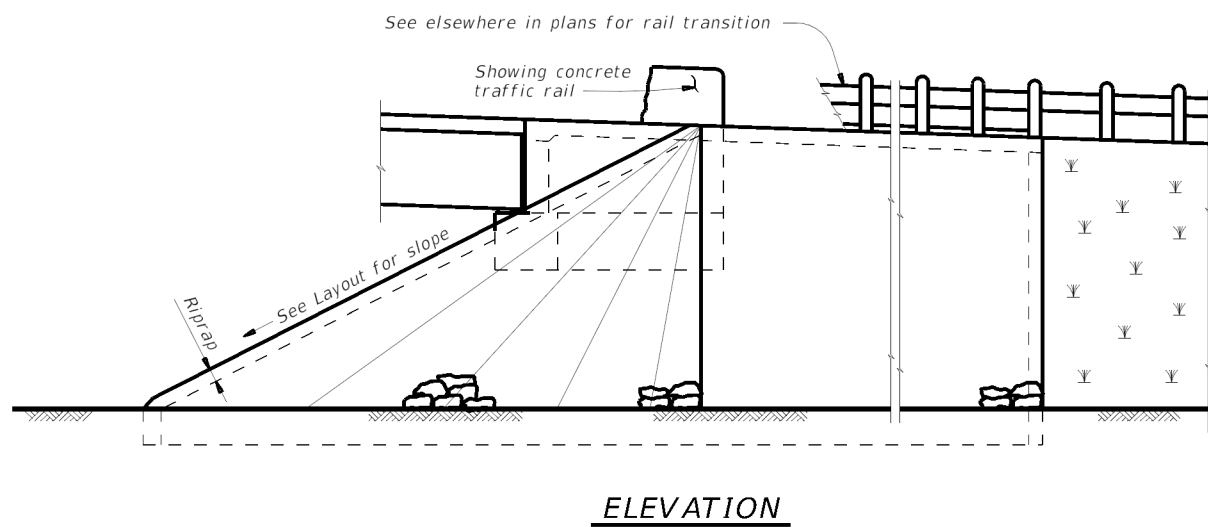 See elsewhere in plans for rail transition
Showing concrete
traffic rail
See Layout for slope
Riprap
ELEVATION